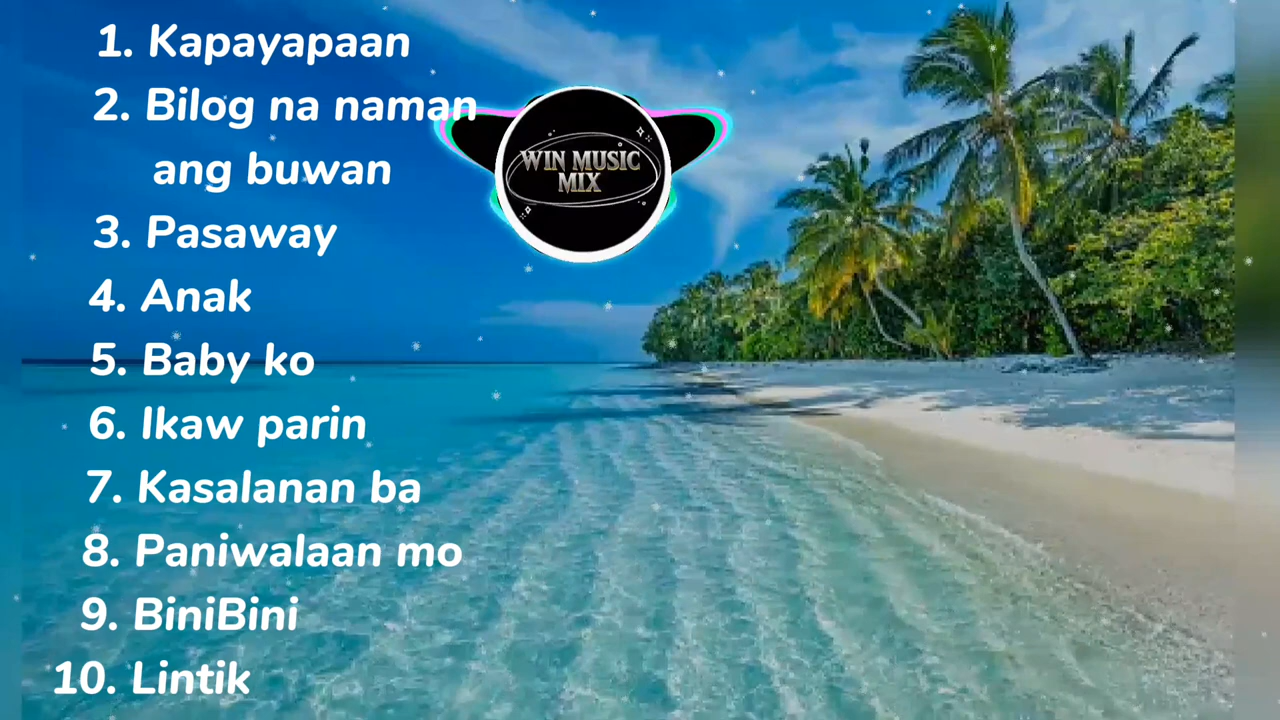 1. Kapayapaan
2. Bilog na naman
ang buwan
3. Pasaway
4. Anak
5. Baby ko
6. Ikaw parin
7. Kasalanan ba
8. Paniwalaan mo
9. BiniBini
10. Lintik
WIN MUSIC
MIX